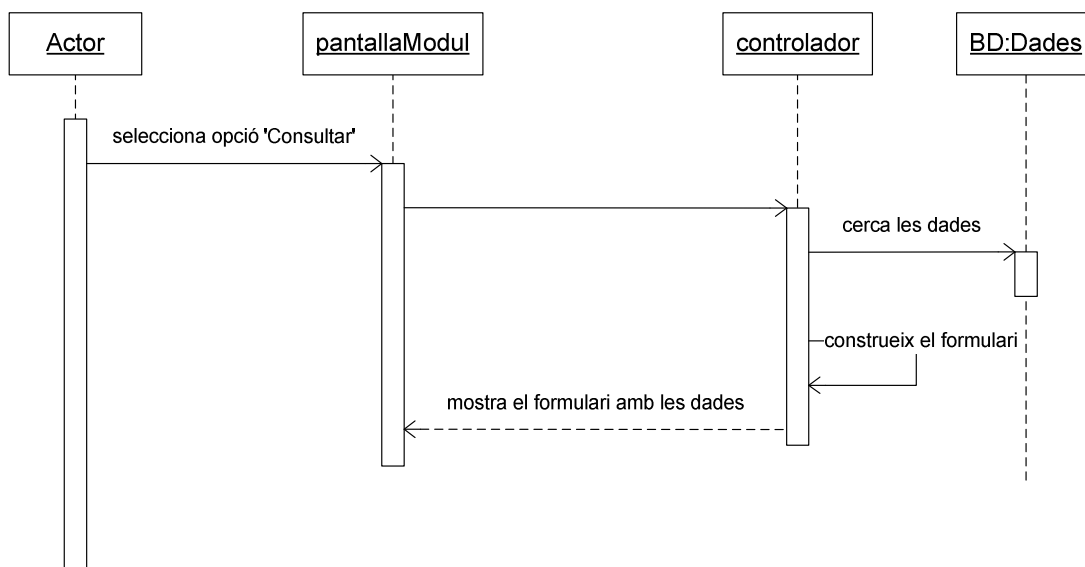 Actor
pantallaModul
controlador
BD:Dades
selecciona opció 'Consultar'
cerca les dades
construeix el formulari
mostra el formulari amb les dades